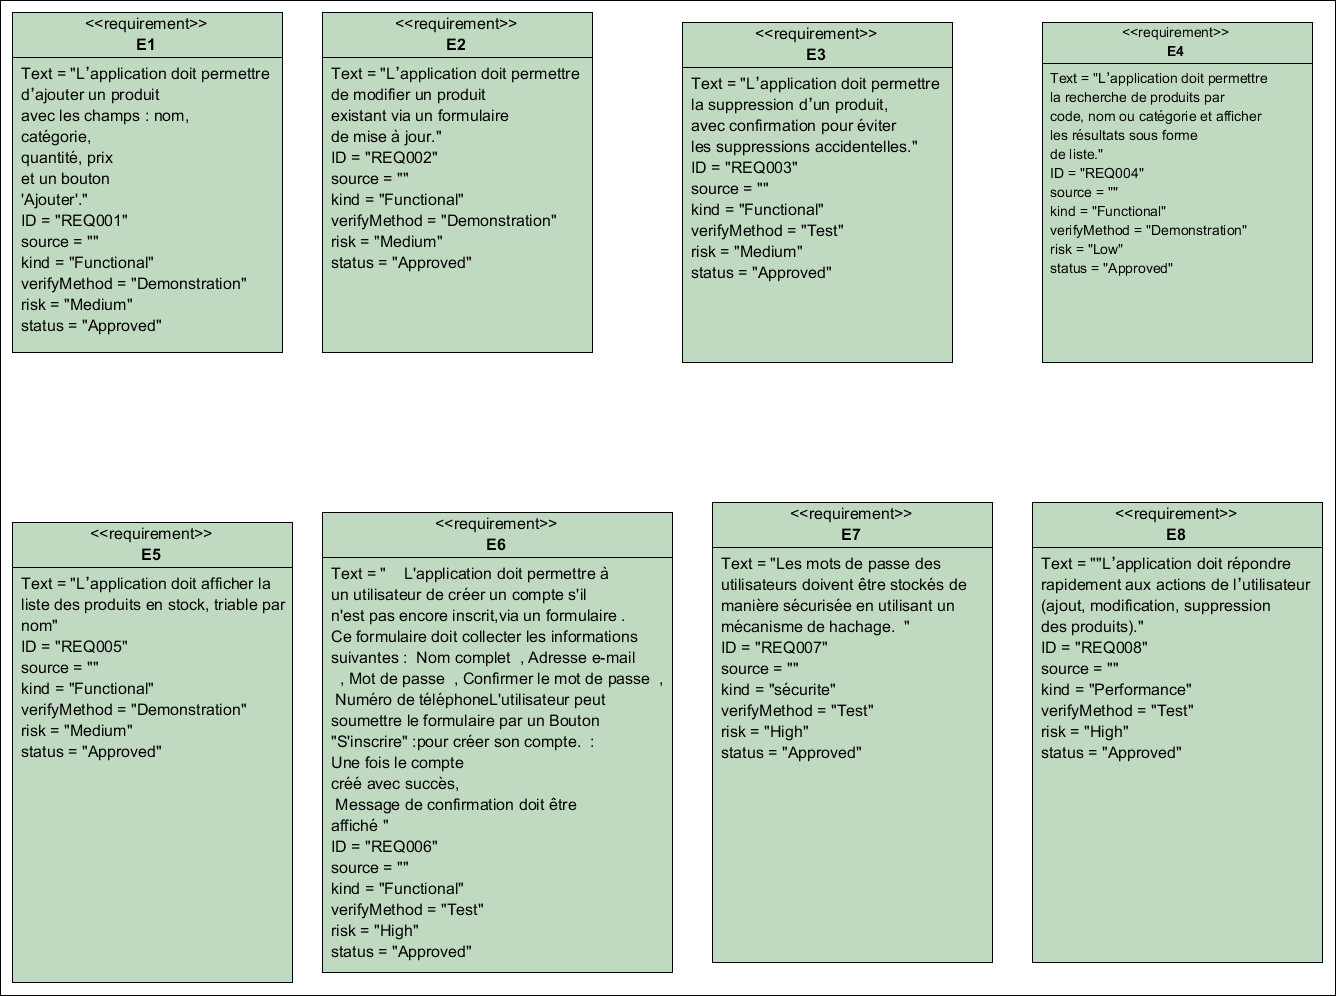 <<requirement>>
E1
Text = "L’application doit permettre
d’ajouter un produit
avec les champs : nom,
catégorie,
quantité, prix
et un bouton
'Ajouter'."
ID = "REQ001"
source = ""
kind = "Functional"
verifyMethod = "Demonstration"
risk = "Medium"
status = "Approved"
<<requirement>>
E2
Text = "L’application doit permettre
de modifier un produit
existant via un formulaire
de mise à jour."
ID = "REQ002"
source = ""
kind = "Functional"
verifyMethod = "Demonstration"
risk = "Medium"
status = "Approved"
<<requirement>>
E3
Text = "L’application doit permettre
la suppression d’un produit,
avec confirmation pour éviter
les suppressions accidentelles."
ID = "REQ003"
source = ""
kind = "Functional"
verifyMethod = "Test"
risk = "Medium"
status = "Approved"
<<requirement>>
E4
Text = "L’application doit permettre
la recherche de produits par
code, nom ou catégorie et afficher
les résultats sous forme
de liste."
ID = "REQ004"
source = ""
kind = "Functional"
verifyMethod = "Demonstration"
risk = "Low"
status = "Approved"
<<requirement>>
E5
Text = "L’application doit afficher la
liste des produits en stock, triable par
nom"
ID = "REQ005"
source = ""
kind = "Functional"
verifyMethod = "Demonstration"
risk = "Medium"
status = "Approved"
<<requirement>>
E6
Text = "    L'application doit permettre à
un utilisateur de créer un compte s'il
n'est pas encore inscrit,via un formulaire .
Ce formulaire doit collecter les informations
suivantes :  Nom complet  , Adresse e-mail
, Mot de passe  , Confirmer le mot de passe  ,
Numéro de téléphoneL'utilisateur peut
soumettre le formulaire par un Bouton
"S'inscrire" :pour créer son compte.  :
Une fois le compte
créé avec succès,
Message de confirmation doit être
affiché "
ID = "REQ006"
source = ""
kind = "Functional"
verifyMethod = "Test"
risk = "High"
status = "Approved"
<<requirement>>
E7
Text = "Les mots de passe des
utilisateurs doivent être stockés de
manière sécurisée en utilisant un
mécanisme de hachage.  "
ID = "REQ007"
source = ""
kind = "sécurite"
verifyMethod = "Test"
risk = "High"
status = "Approved"
<<requirement>>
E8
Text = ""L’application doit répondre
rapidement aux actions de l’utilisateur
(ajout, modification, suppression
des produits)."
ID = "REQ008"
source = ""
kind = "Performance"
verifyMethod = "Test"
risk = "High"
status = "Approved"